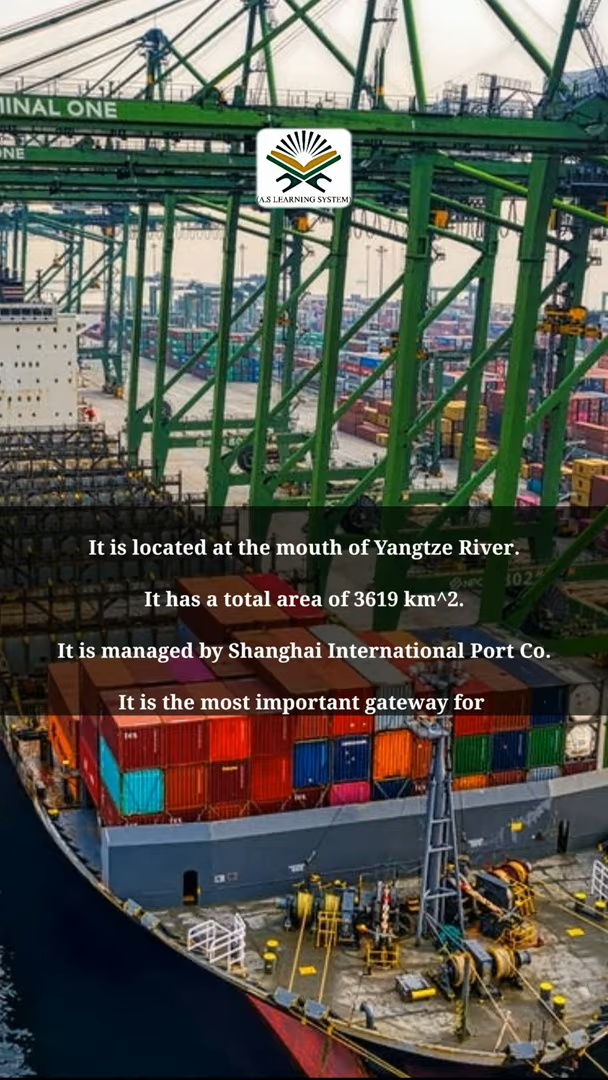 MINAL ONE
ONE
A.S LEARNING SYSTEM
It is located at the mouth of Yangtze River.
It has a total area of 3619 km^2.
It is managed by Shanghai International Port Co.
It is the most important gateway for